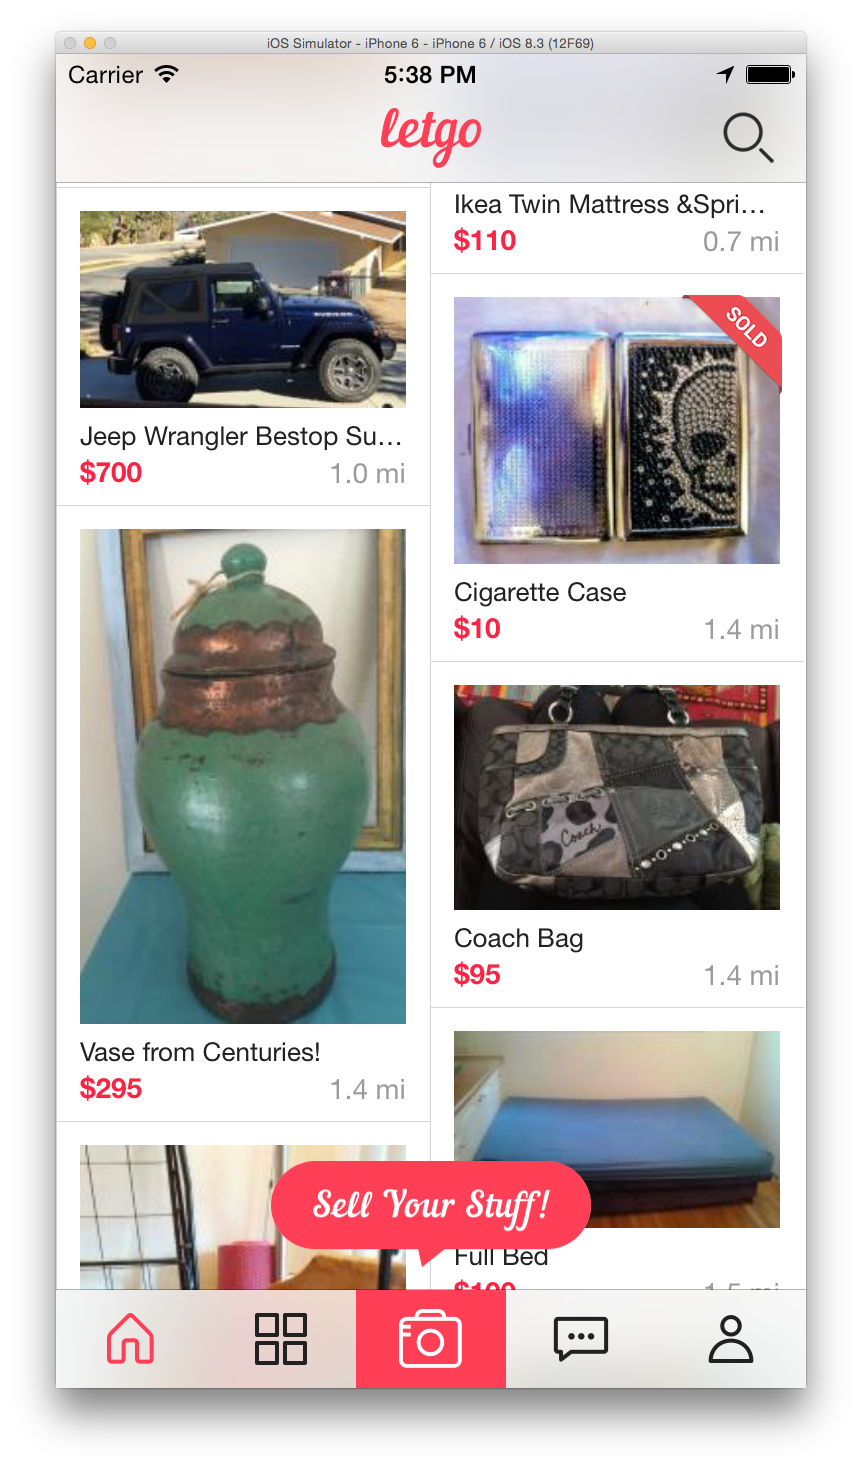 iOS Simulator - iPhone 6 - iPhone 6 / iOS 8.3 (12F69)
Carrier 5:38 PM
letgo
Jeep Wrangler Bestop Su...
$700 1.0 mi
Vase from Centuries!
$295 1.4 mi
Ikea Twin Mattress &Spri...
$110 0.7 mi
SOLD
Cigarette Case
$10 1.4 mi
Coach
Coach Bag
$95 1.4 mi
Sell Your Stuff!
Full Bed